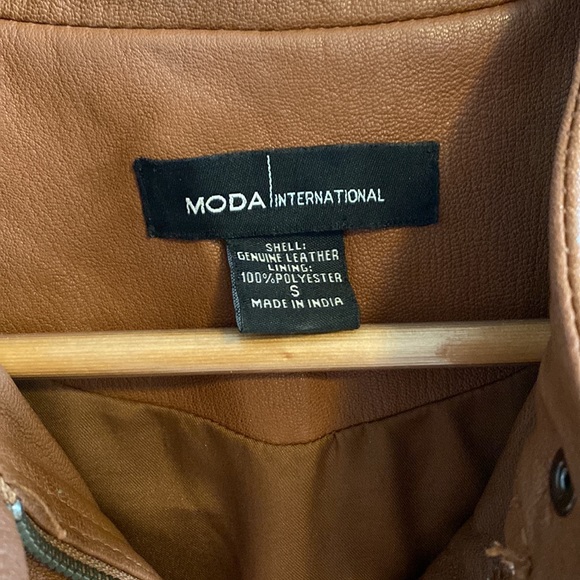 MODA INTERNATIONAL
SHELL:
GENUINE LEATHER
LINING:
100%POLYESTER
S
MADE IN INDIA